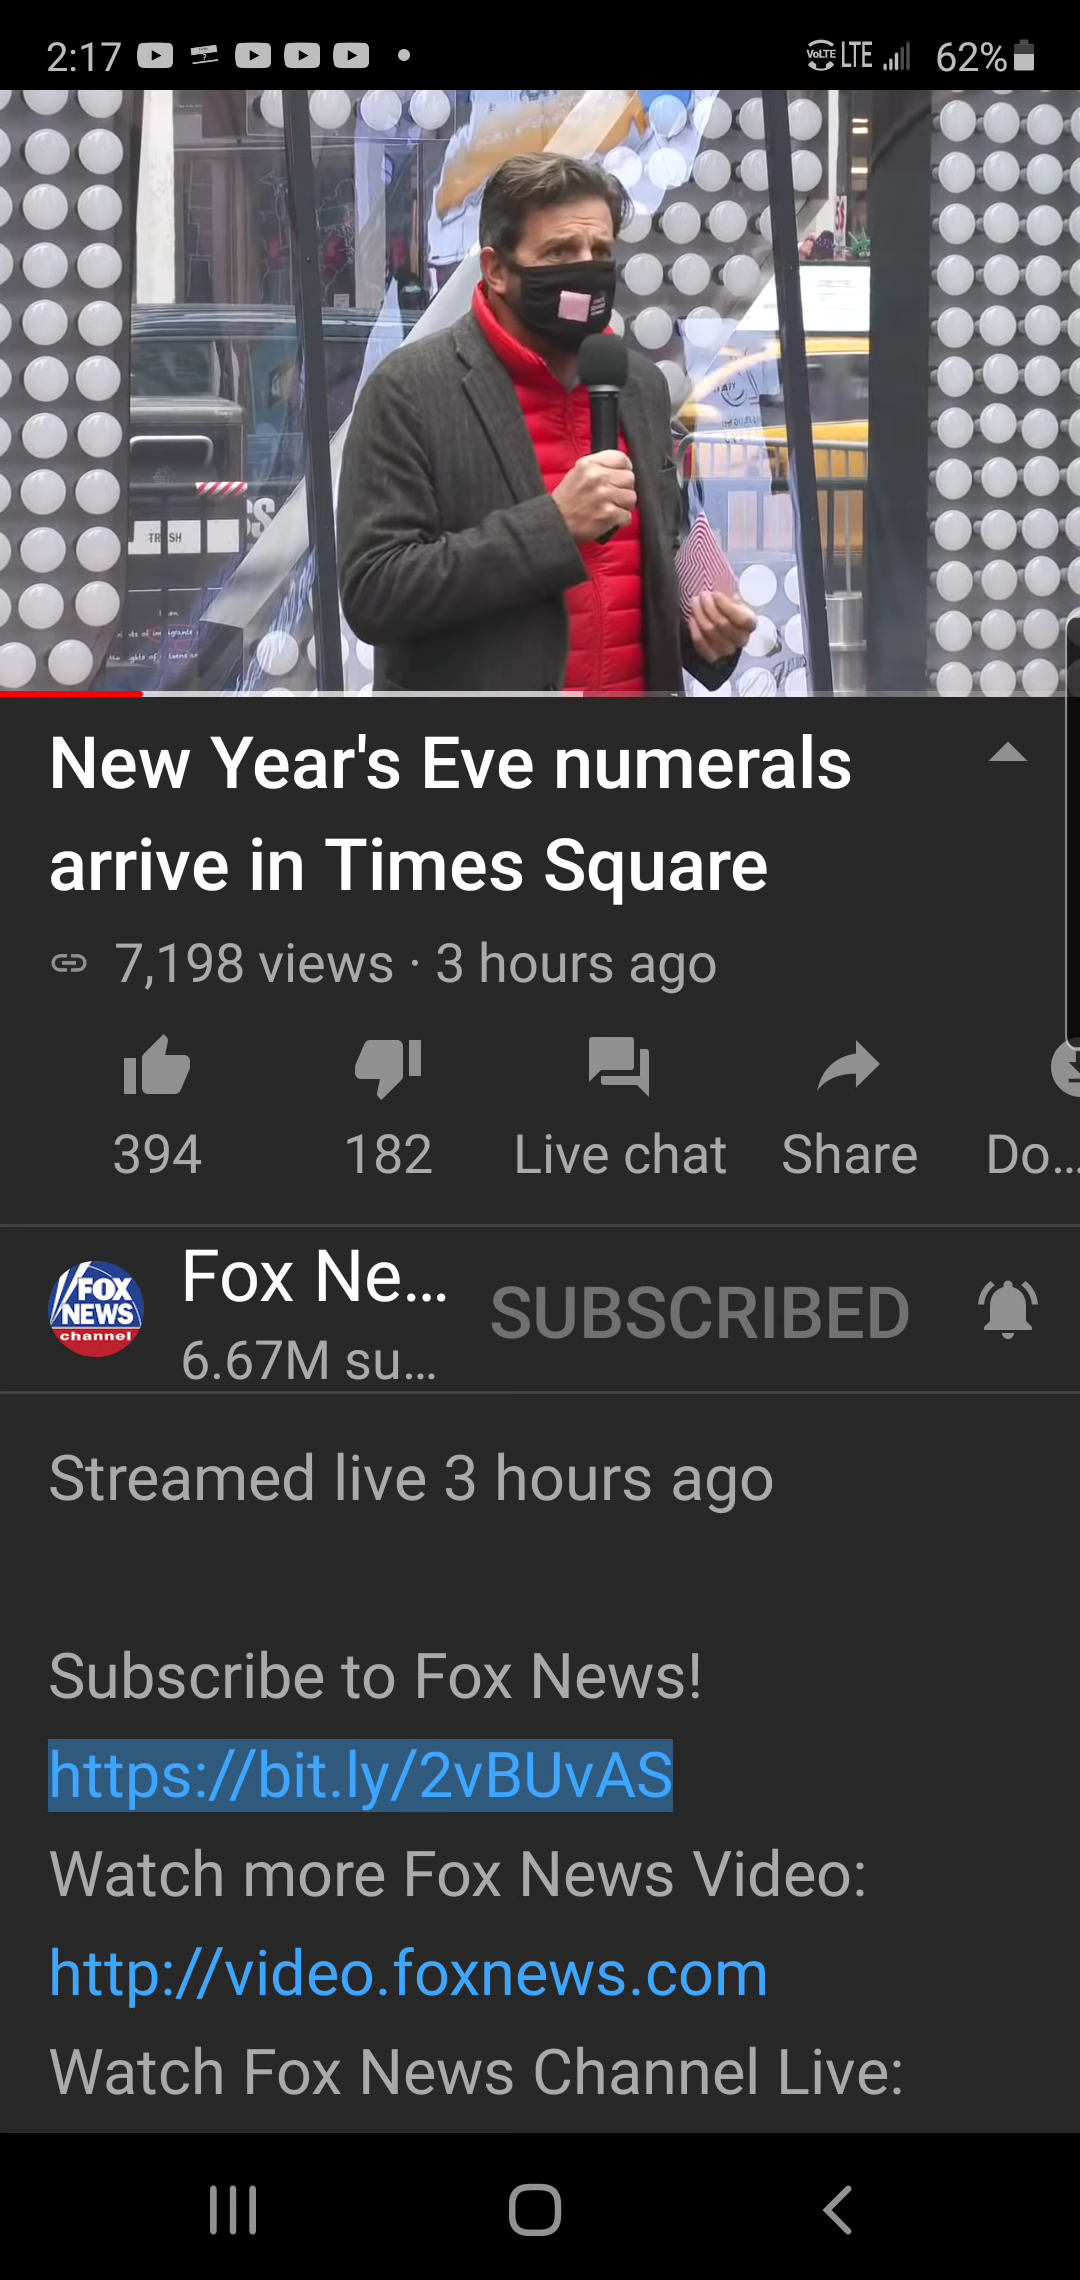 2:17
VoLTE LTE 62%
TR SH
New Year's Eve numerals
arrive in Times Square
7,198 views · 3 hours ago
394 182 Live chat Share Do...
FOX
NEWS
channel
Fox Ne...
6.67M su...
SUBSCRIBED
Streamed live 3 hours ago
Subscribe to Fox News!
https://bit.ly/2vBUvAS
Watch more Fox News Video:
http://video.foxnews.com
Watch Fox News Channel Live: